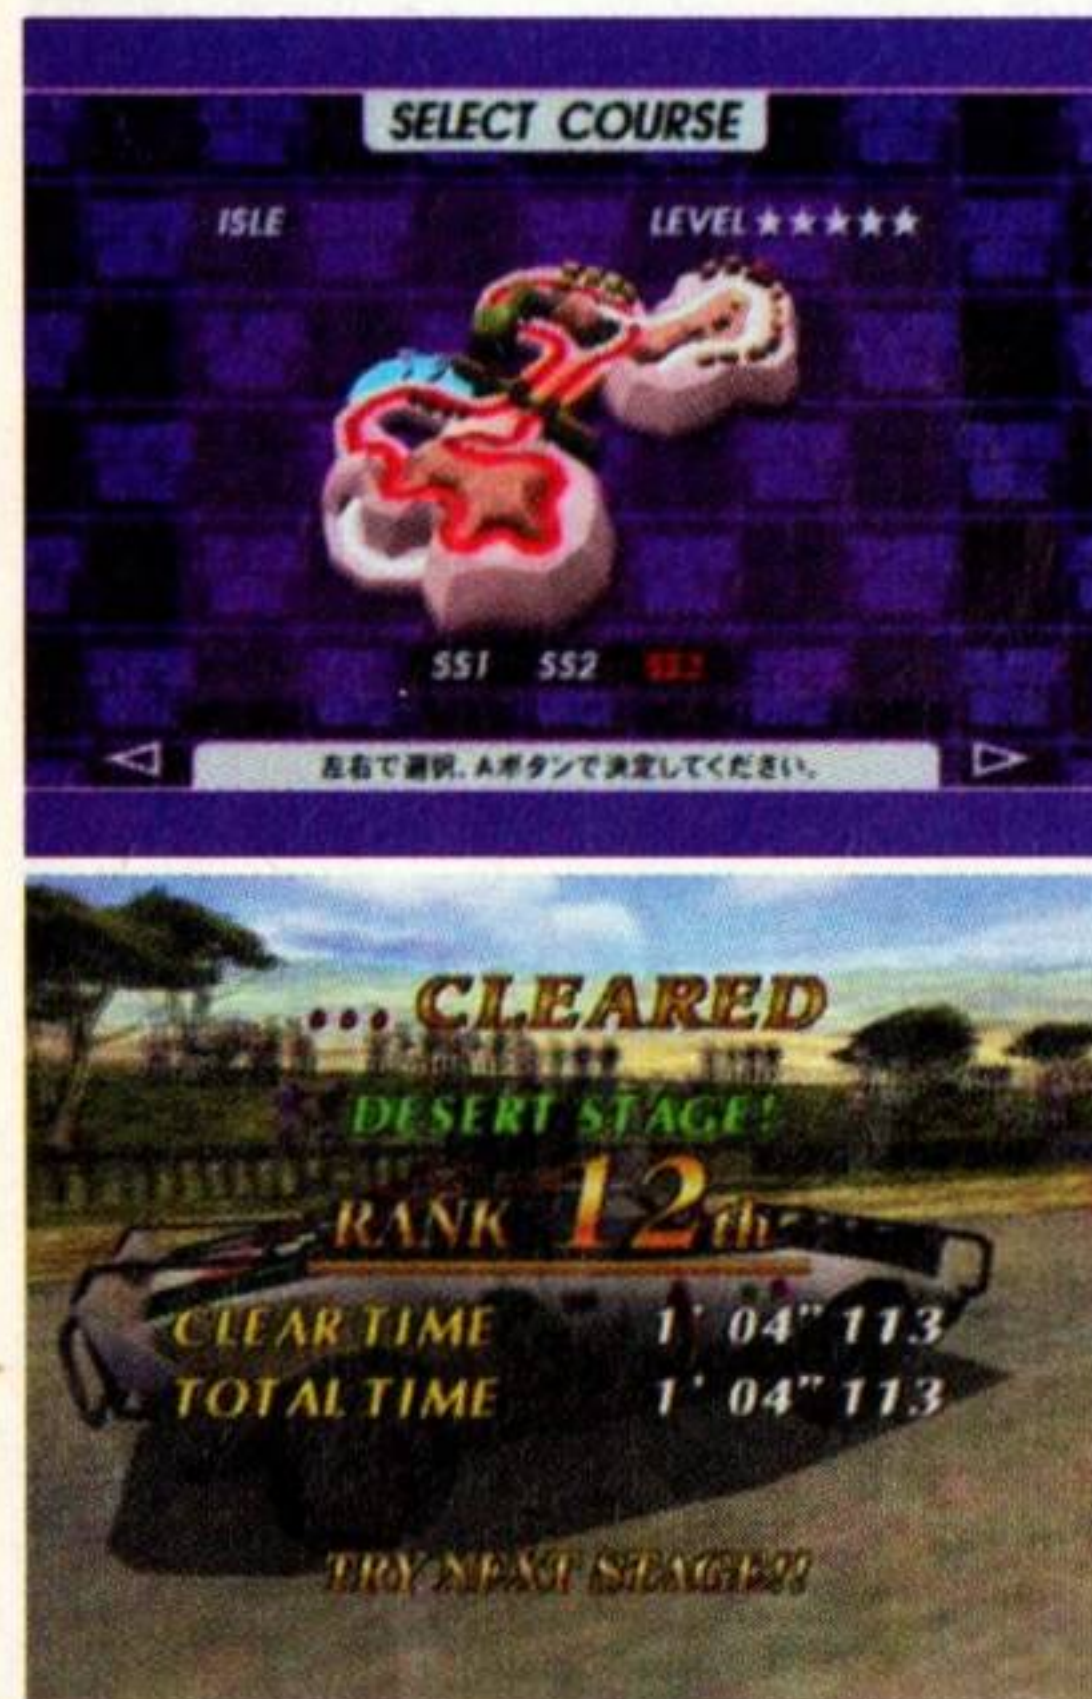 SELECT COURSE
ISLE LEVEL★★★★★
SS1 SS2 SS3
左右で選択、Aボタンで決定してください。
... CLEARED
DESERT STAGE!
RANK 12th
CLEAR TIME 1' 04" 113
TOTAL TIME 1' 04" 113
TRY NEXT STAGE!!